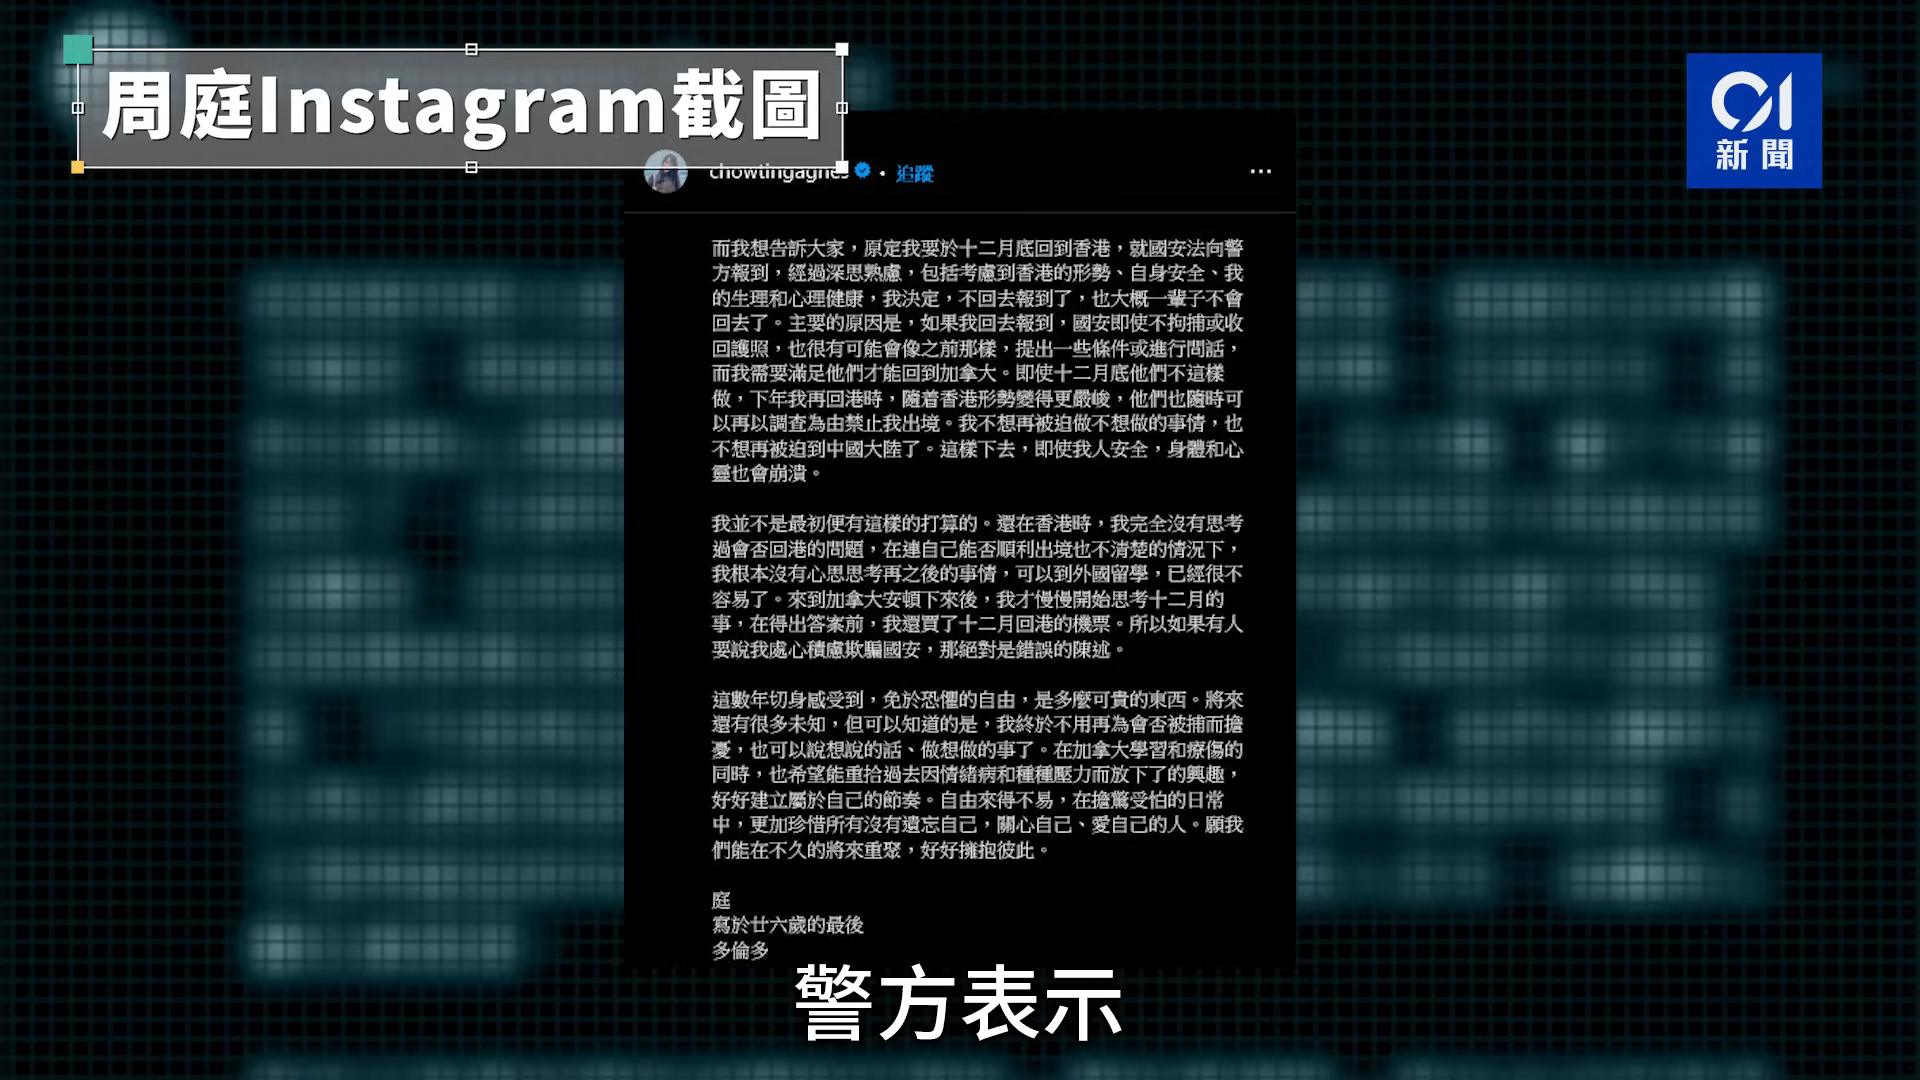 周庭Instagram截圖
01
新聞
chowtingagnes • 追蹤 ...
而我想告訴大家，原定我要於十二月底回到香港，就國安法向警
方報到，經過深思熟慮，包括考慮到香港的形勢、自身安全、我
的生理和心理健康，我決定，不回去報到了，也大概一輩子不會
回去了。主要的原因是，如果我回去報到，國安即使不拘捕或收
回護照，也很有可能會像之前那樣，提出一些條件或進行問話，
而我需要滿足他們才能回到加拿大。即使十二月底他們不這樣
做，下年我再回港時，隨着香港形勢變得更嚴峻，他們也隨時可
以再以調查為由禁止我出境。我不想再被迫做不想做的事情，也
不想再被迫到中國大陸了。這樣下去，即使我人安全，身體和心
靈也會崩潰。
我並不是最初便有這樣的打算的。還在香港時，我完全沒有思考
過會否回港的問題，在連自己能否順利出境也不清楚的情況下，
我根本沒有心思思考再之後的事情，可以到外國留學，已經很不
容易了。來到加拿大安頓下來後，我才慢慢開始思考十二月的
事，在得出答案前，我還買了十二月回港的機票。所以如果有人
要說我處心積慮欺騙國安，那絕對是錯誤的陳述。
這數年切身感受到，免於恐懼的自由，是多麼可貴的東西。將來
還有很多未知，但可以知道的是，我終於不用再為會否被捕而擔
憂，也可以說想說的話、做想做的事了。在加拿大學習和療傷的
同時，也希望能重拾過去因情緒病和種種壓力而放下了的興趣，
好好建立屬於自己的節奏。自由來得不易，在擔驚受怕的日常
中，更加珍惜所有沒有遺忘自己，關心自己、愛自己的人。願我
們能在不久的將來重聚，好好擁抱彼此。
庭
寫於廿六歲的最後
多倫多
警方表示